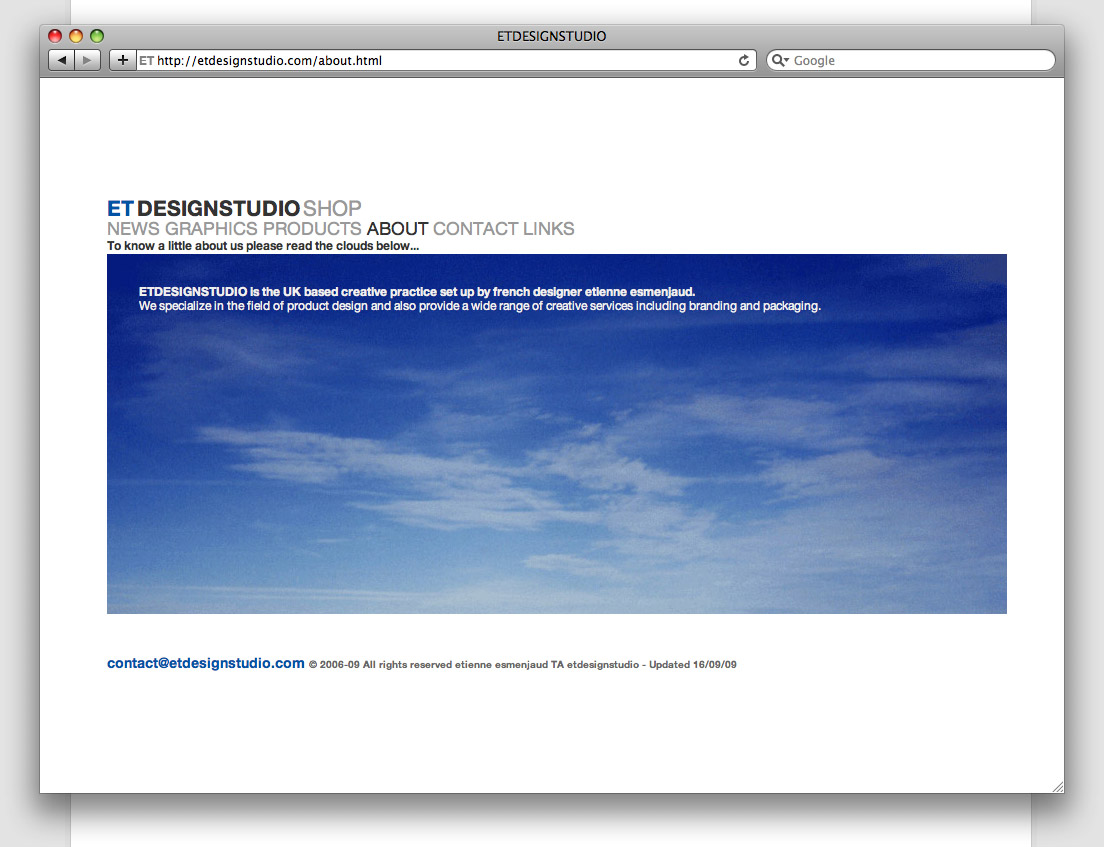 ETDESIGNSTUDIO
ET http://etdesignstudio.com/about.html
Google
ET DESIGNSTUDIO SHOP
NEWS GRAPHICS PRODUCTS ABOUT CONTACT LINKS
To know a little about us please read the clouds below...
ETDESIGNSTUDIO is the UK based creative practice set up by french designer etienne esmenjaud.
We specialize in the field of product design and also provide a wide range of creative services including branding and packaging.
contact@etdesignstudio.com © 2006-09 All rights reserved etienne esmenjaud TA etdesignstudio - Updated 16/09/09